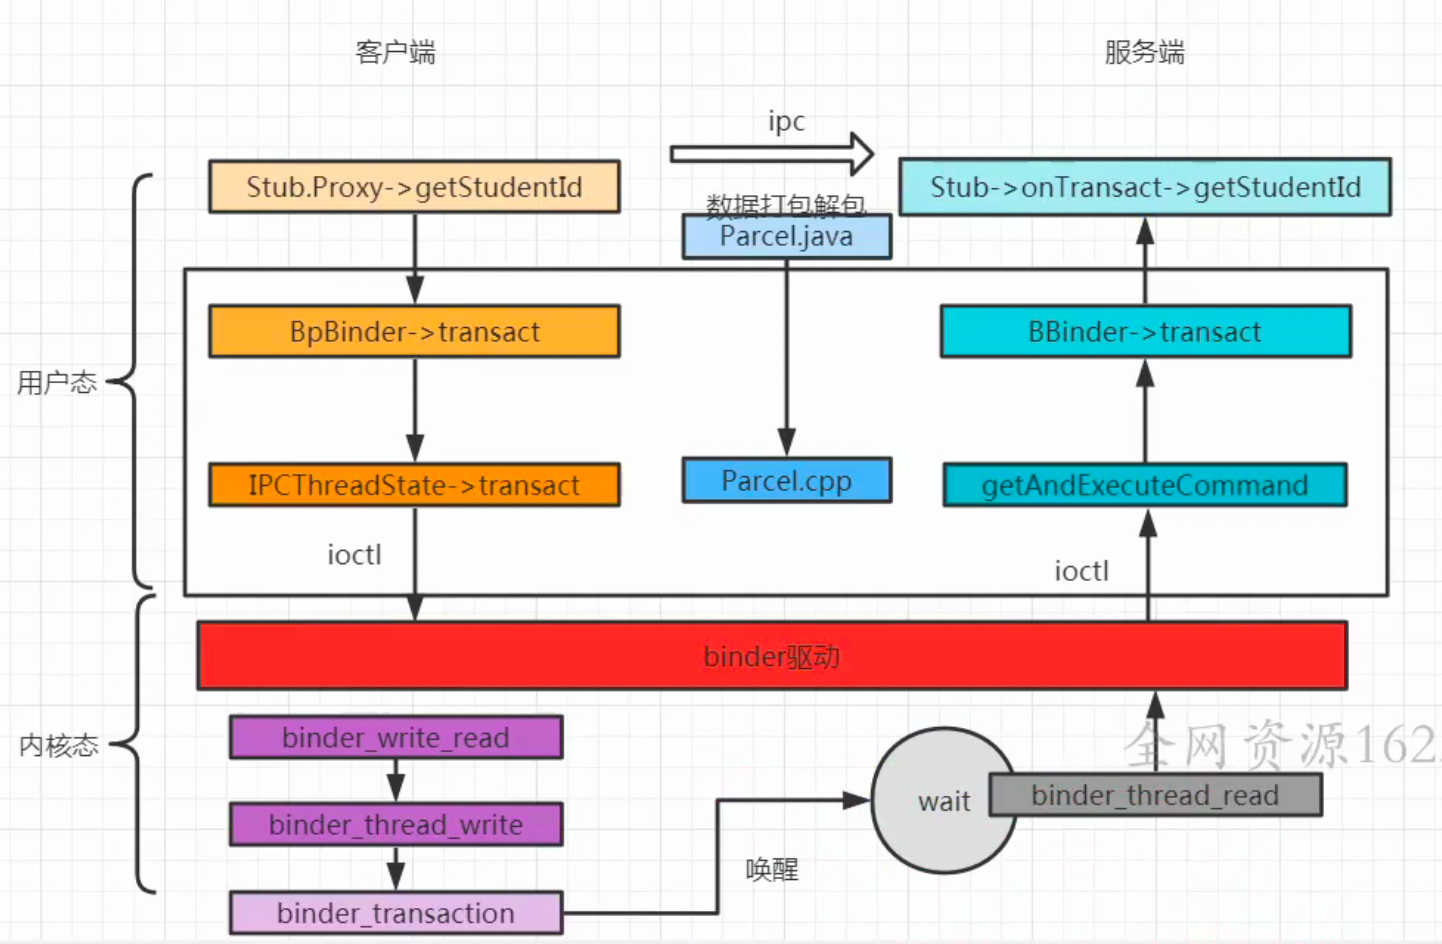 客户端
服务端
ipc
Stub.Proxy->getStudentId
Stub->onTransact->getStudentId
数据打包解包
Parcel.java
BpBinder->transact
BBinder->transact
用户态
IPCThreadState->transact
Parcel.cpp
getAndExecuteCommand
ioctl
ioctl
binder驱动
内核态
binder_write_read
全网资源162
wait
binder_thread_read
binder_thread_write
唤醒
binder_transaction